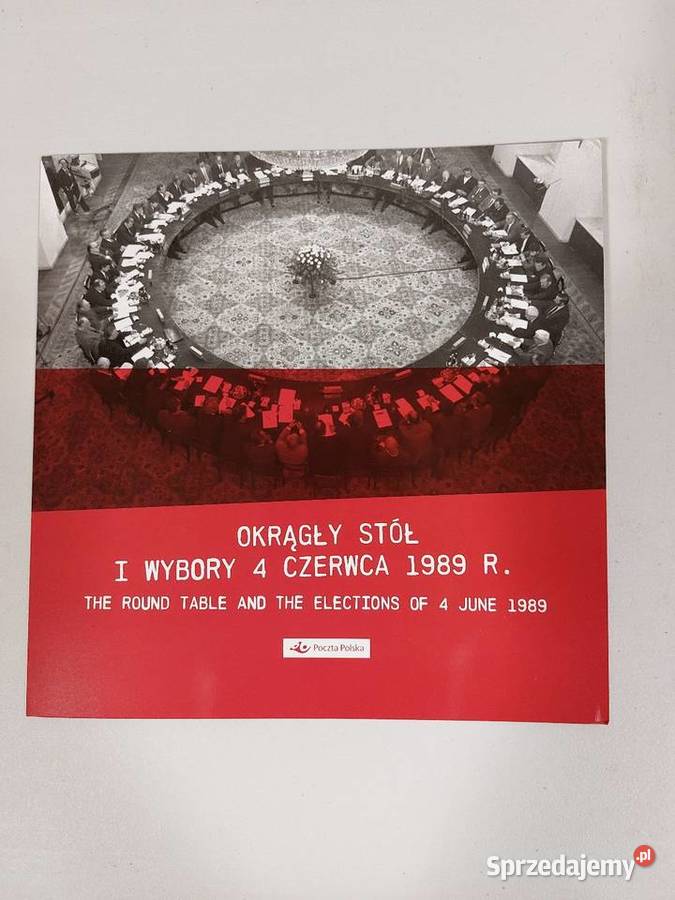 OKRĄGŁY STÓŁ
I WYBORY 4 CZERWCA 1989 R.
THE ROUND TABLE AND THE ELECTIONS OF 4 JUNE 1989
Poczta Polska
Sprzedajemy.pl